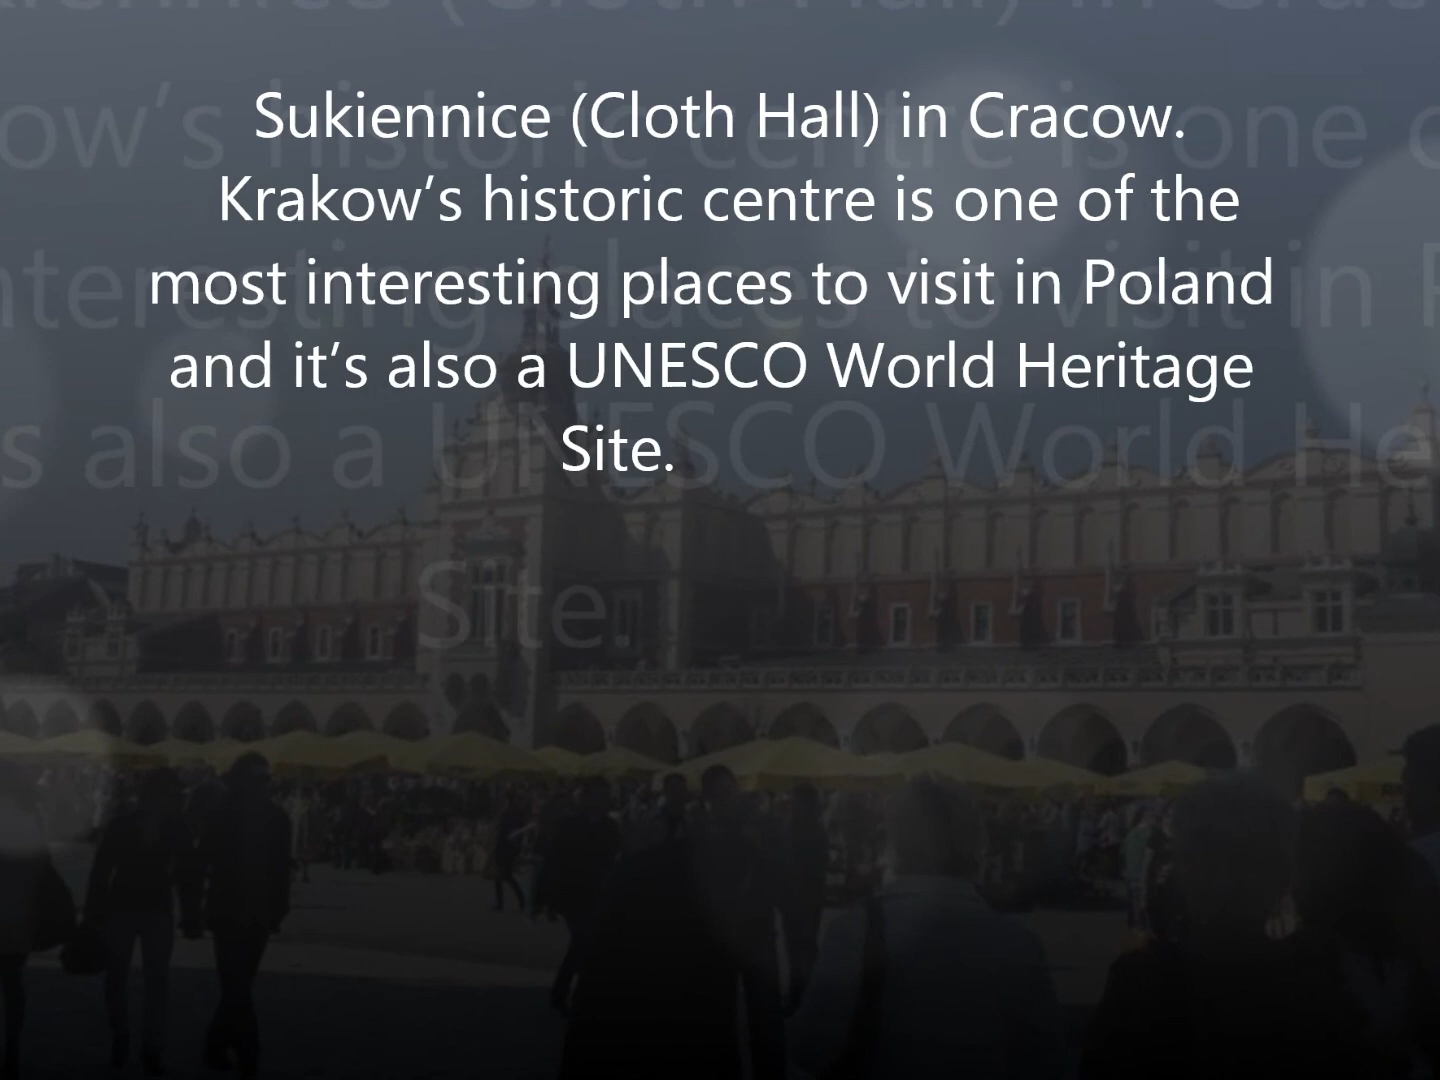 Sukiennice (Cloth Hall) in Cracow.
Krakow’s historic centre is one of the
most interesting places to visit in Poland
and it’s also a UNESCO World Heritage
Site.